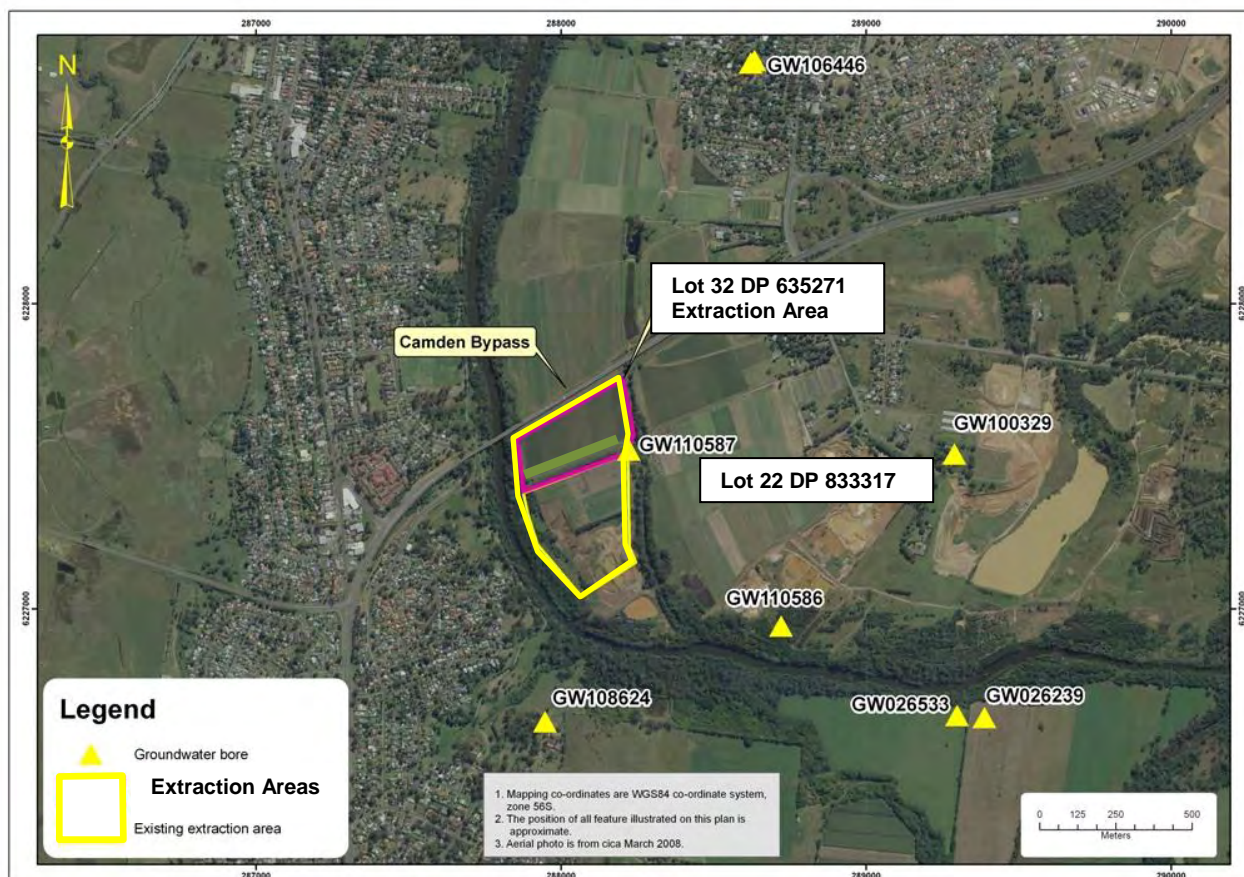 287000
288000
289000
290000
N
GW106446
6228000
6228000
Lot 32 DP 635271
Extraction Area
Camden Bypass
GW100329
GW110587
Lot 22 DP 833317
GW110586
6227000
6227000
GW108624
GW026533
GW026239
Legend
Groundwater bore
Extraction Areas
Existing extraction area
1. Mapping co-ordinates are WGS84 co-ordinate system,
zone 56S.
2. The position of all feature illustrated on this plan is
approximate.
3. Aerial photo is from cica March 2008.
0 125 250 500
Meters
287000
288000
289000
290000